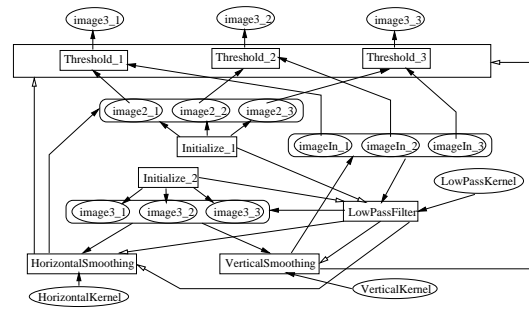 image3_1 image3_2 image3_3
Threshold_1 Threshold_2 Threshold_3
image2_1 image2_2 image2_3
imageIn_1 imageIn_2 imageIn_3
Initialize_1
Initialize_2
LowPassKernel
image3_1 image3_2 image3_3
LowPassFilter
HorizontalSmoothing VerticalSmoothing
HorizontalKernel VerticalKernel